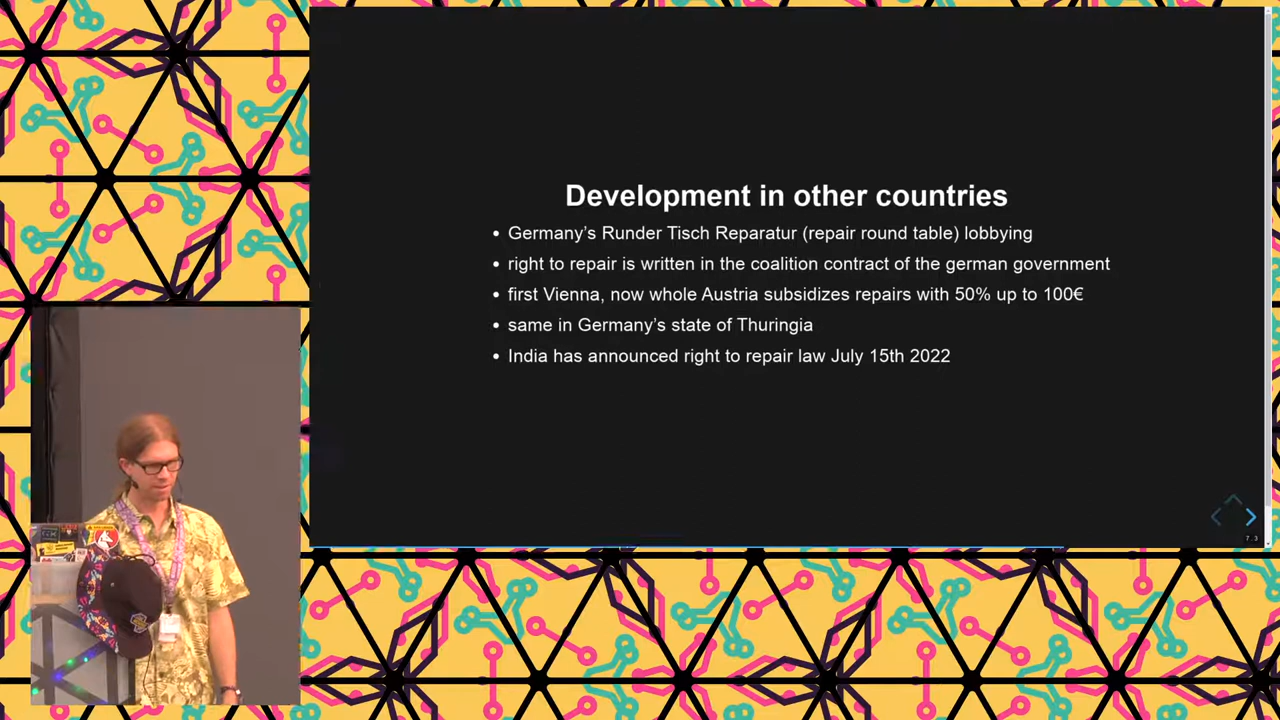 Development in other countries
• Germany’s Runder Tisch Reparatur (repair round table) lobbying
• right to repair is written in the coalition contract of the german government
• first Vienna, now whole Austria subsidizes repairs with 50% up to 100€
• same in Germany’s state of Thuringia
• India has announced right to repair law July 15th 2022
7.3